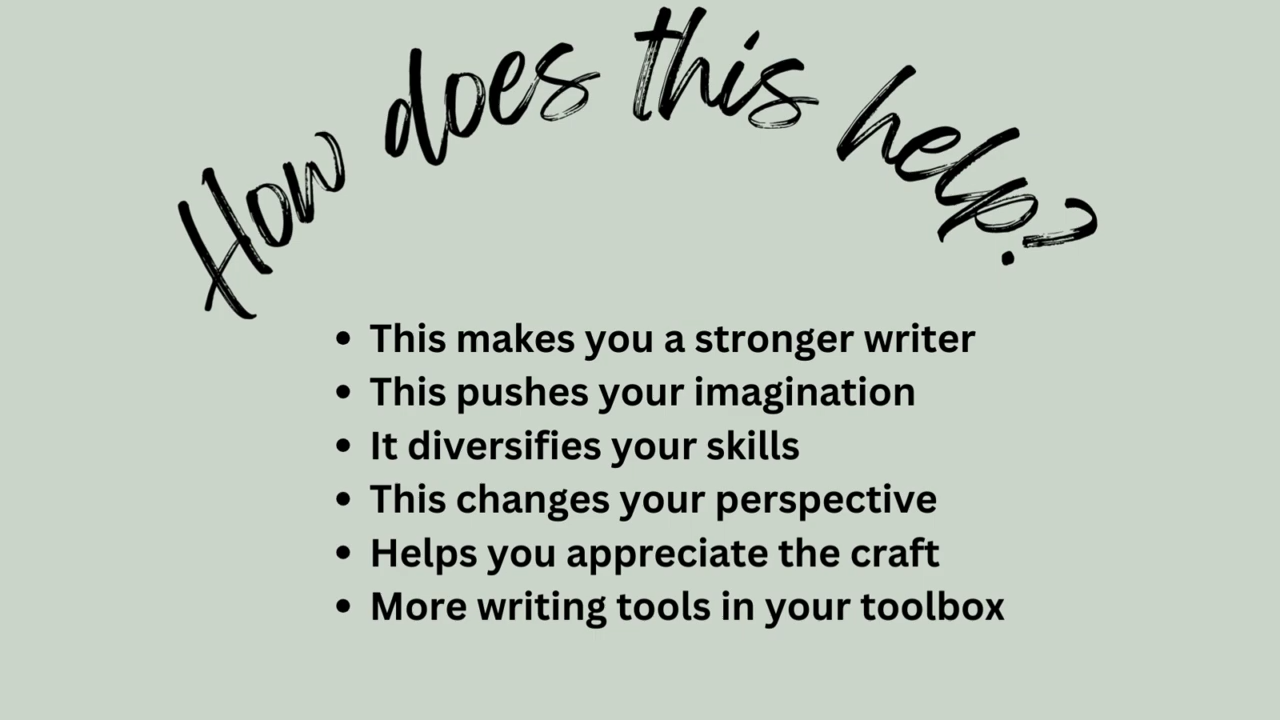 How does this help?
• This makes you a stronger writer
• This pushes your imagination
• It diversifies your skills
• This changes your perspective
• Helps you appreciate the craft
• More writing tools in your toolbox